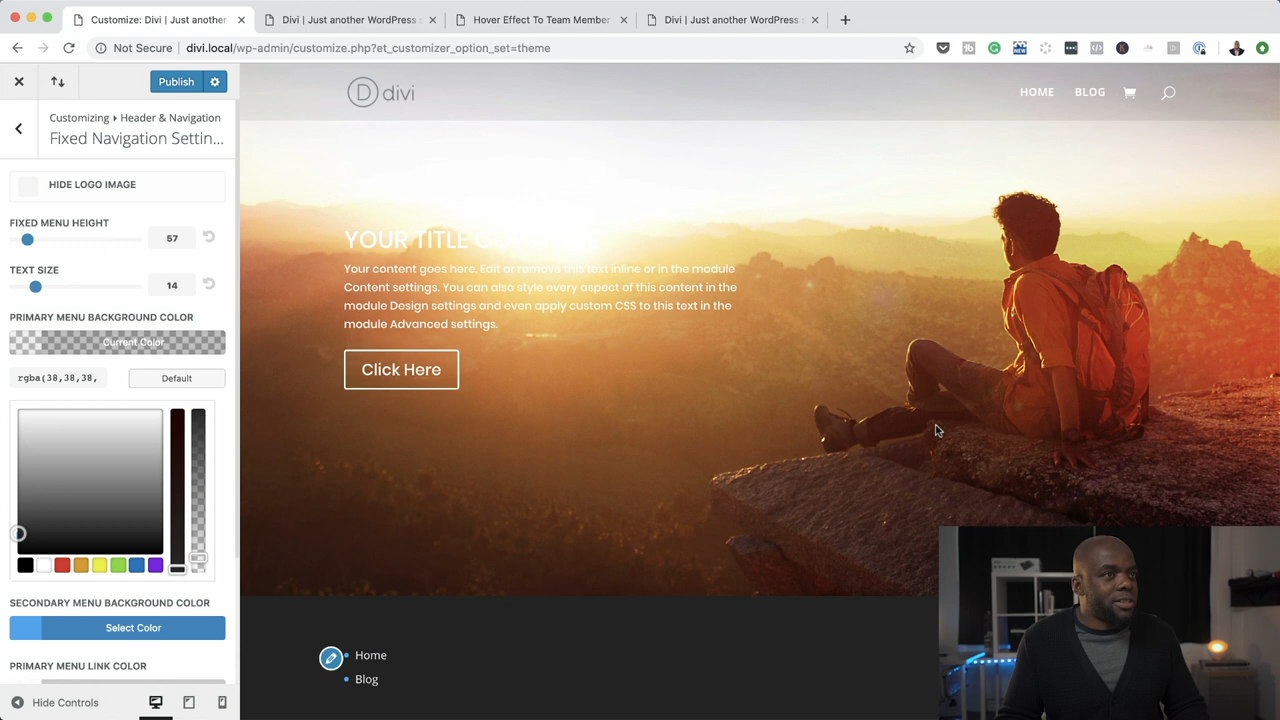 Customize: Divi | Just another
Divi | Just another WordPress
Hover Effect To Team Member
Divi | Just another WordPress
Not Secure
divi.local/wp-admin/customize.php?et_customizer_option_set=theme
NEW
Publish
Customizing ▸ Header & Navigation
Fixed Navigation Settin...
HIDE LOGO IMAGE
FIXED MENU HEIGHT
57
TEXT SIZE
14
PRIMARY MENU BACKGROUND COLOR
Current Color
rgba(38,38,38,
Default
SECONDARY MENU BACKGROUND COLOR
Select Color
PRIMARY MENU LINK COLOR
Hide Controls
D divi
HOME
BLOG
YOUR TITLE G
Your content goes here. Edit or remove this text inline or in the module
Content settings. You can also style every aspect of this content in the
module Design settings and even apply custom CSS to this text in the
module Advanced settings.
Click Here
Home
Blog